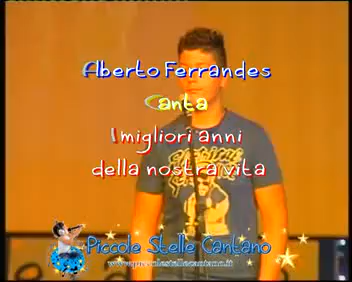 Alberto Ferrandes
Canta
I migliori anni
della nostra vita
Piccole Stelle Cantano
www.piccolestellecantano.it